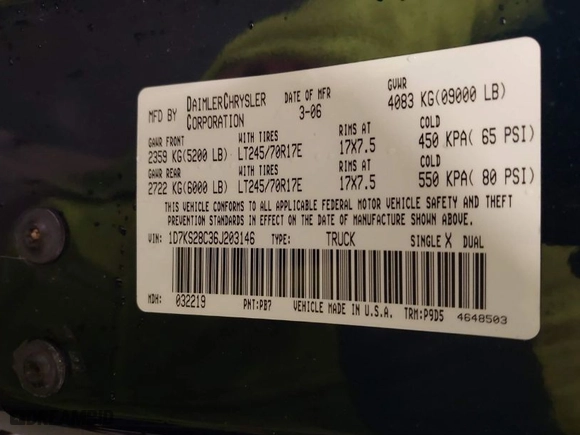 MFD BY DAIMLERCHRYSLER CORPORATION
DATE OF MFR 3-06
GVWR 4083 KG(09000 LB)
GAWR FRONT WITH TIRES RIMS AT COLD
2359 KG(5200 LB) LT245/70R17E 17X7.5 450 KPA( 65 PSI)
GAWR REAR WITH TIRES RIMS AT COLD
2722 KG(6000 LB) LT245/70R17E 17X7.5 550 KPA( 80 PSI)
THIS VEHICLE CONFORMS TO ALL APPLICABLE FEDERAL MOTOR VEHICLE SAFETY AND THEFT
PREVENTION STANDARDS IN EFFECT ON THE DATE OF MANUFACTURE SHOWN ABOVE.
VIN: 1D7KS28C36J203146 TYPE: TRUCK SINGLE X DUAL
MDH: 032219 PNT:PB7 VEHICLE MADE IN U.S.A. TRM:P9D5 4648503